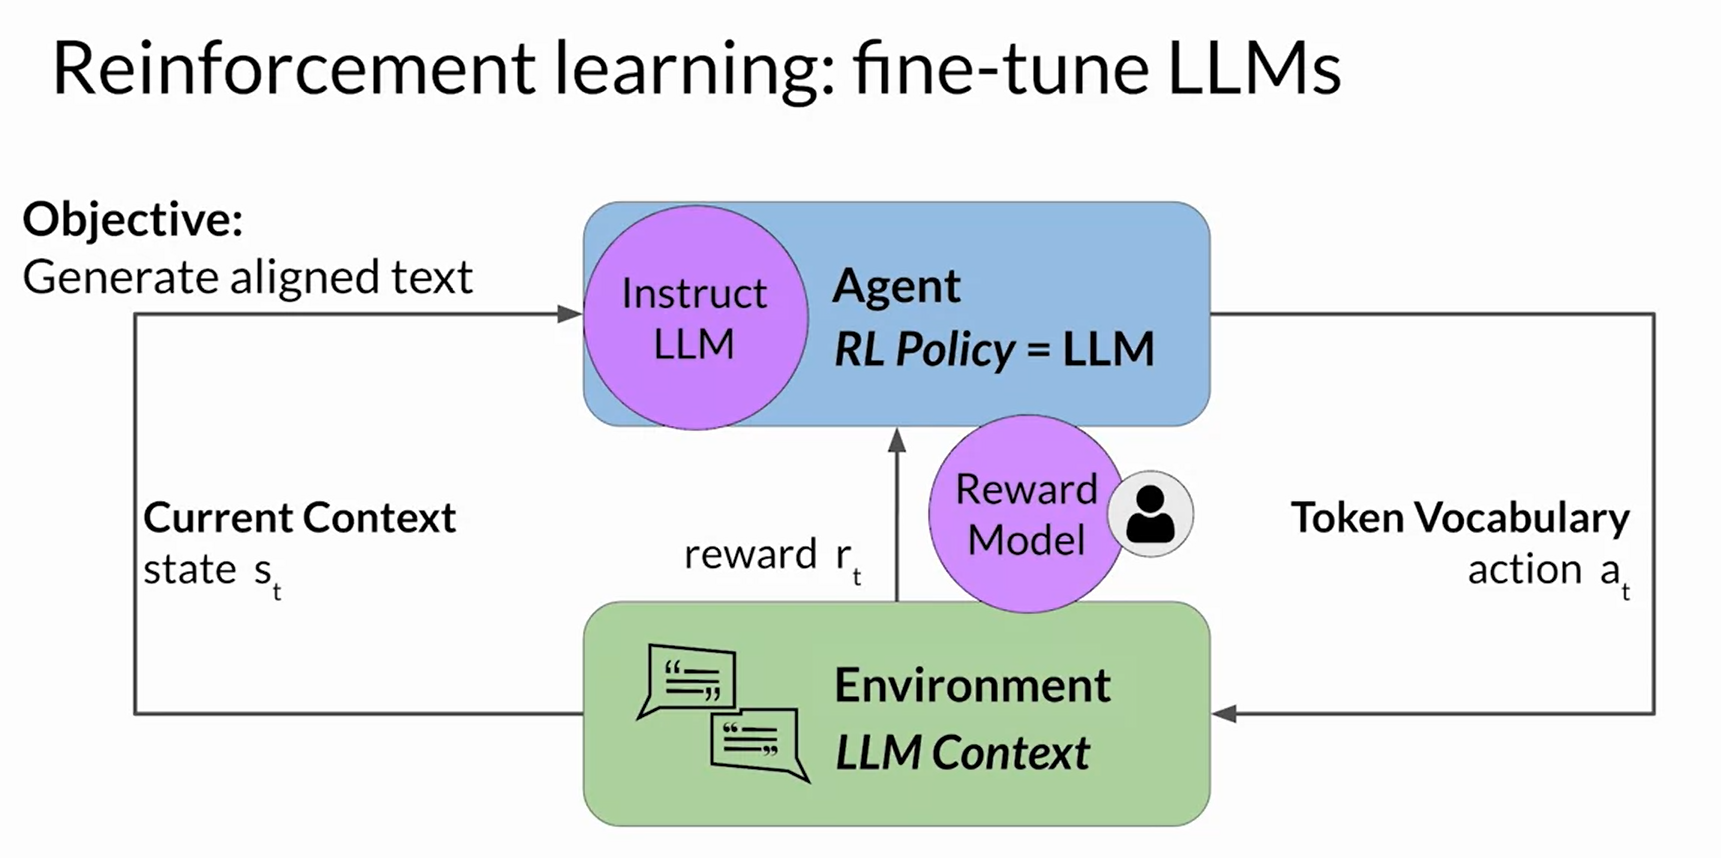 Reinforcement learning: fine-tune LLMs
Objective:
Generate aligned text
Instruct
LLM
Agent
RL Policy = LLM
Current Context
state s_t
reward r_t
Reward
Model
Token Vocabulary
action a_t
Environment
LLM Context